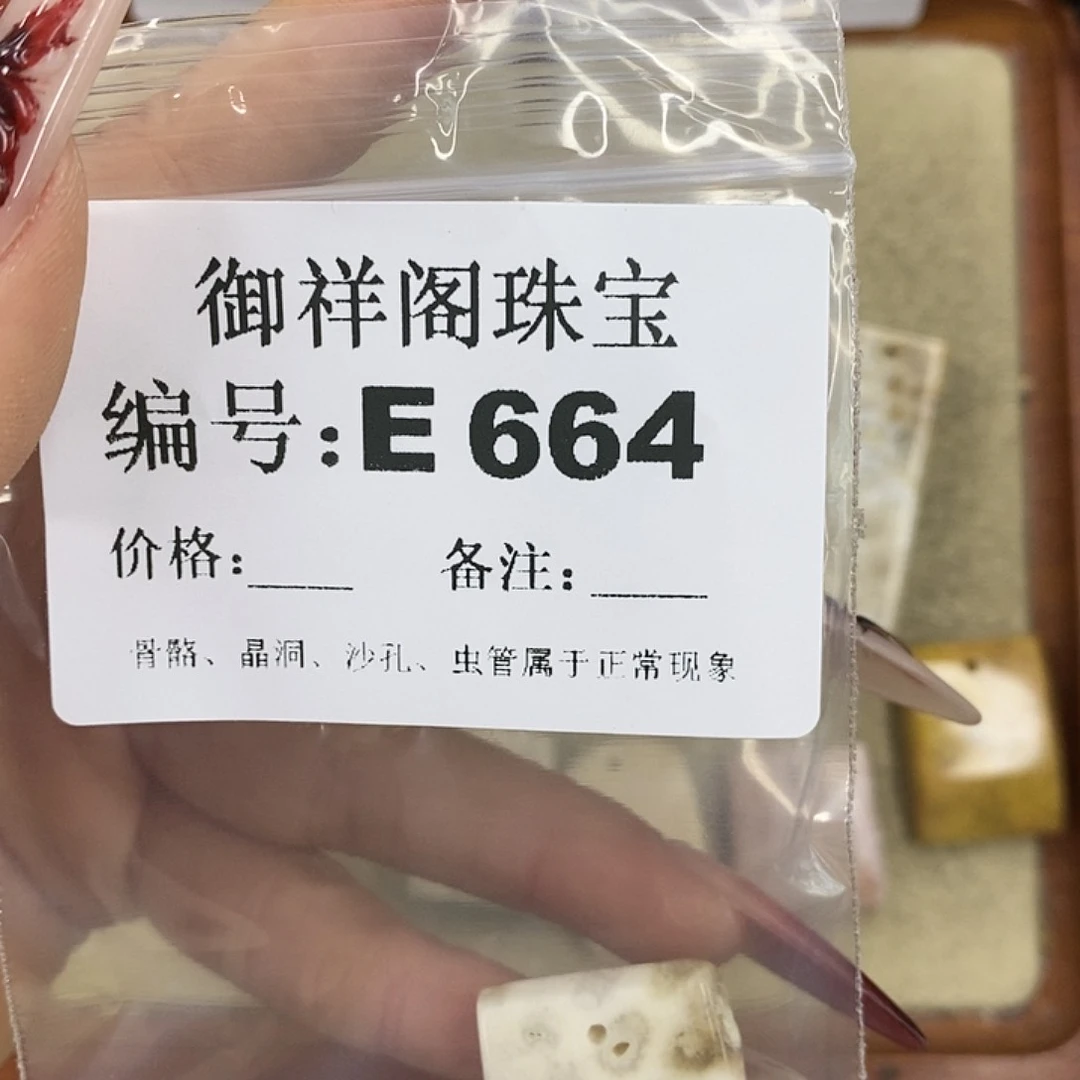 御祥阁珠宝
编号:E 664
价格:____ 备注:____
骨骼、晶洞、沙孔、虫管属于正常现象